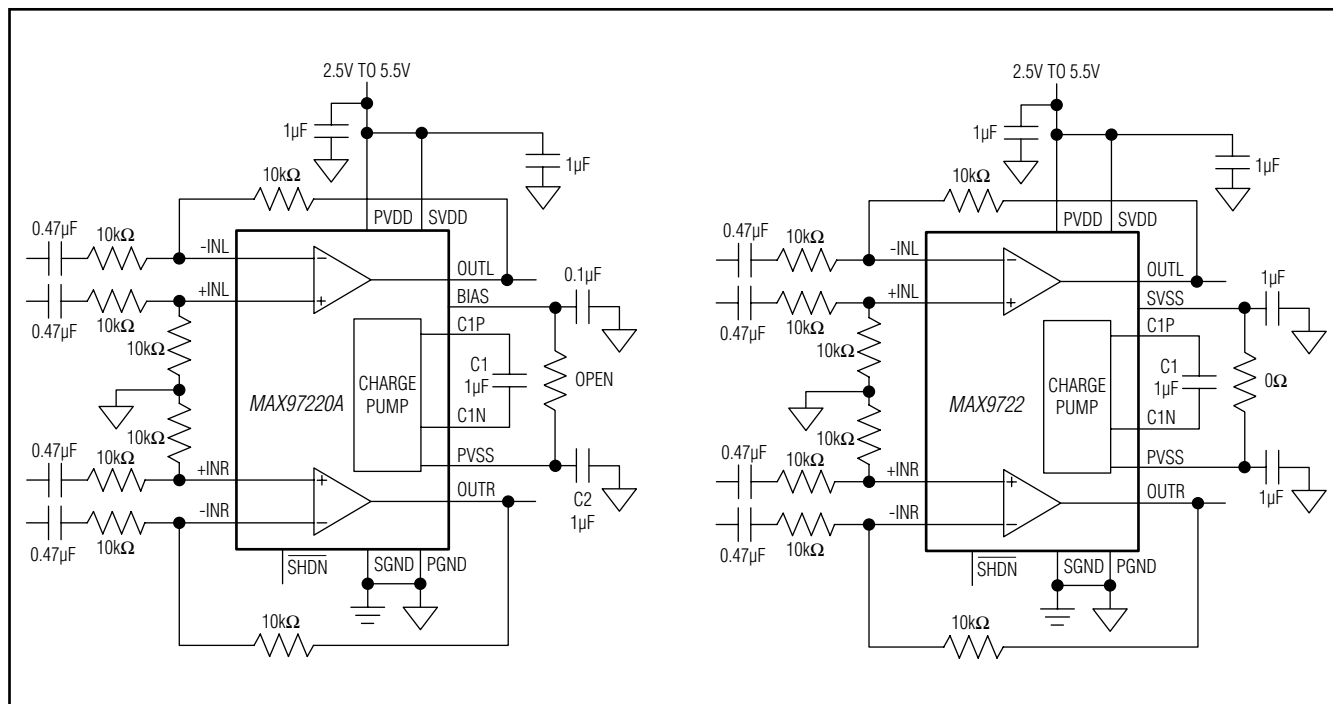 2.5V TO 5.5V
1µF
1µF
10kΩ
PVDD
SVDD
0.47µF
10kΩ
-INL
OUTL
0.1µF
BIAS
+INL
0.47µF
10kΩ
C1P
10kΩ
C1
1µF
OPEN
CHARGE
PUMP
MAX97220A
C1N
10kΩ
PVSS
0.47µF
10kΩ
+INR
OUTR
C2
1µF
-INR
0.47µF
10kΩ
SHDN
SGND
PGND
10kΩ
2.5V TO 5.5V
1µF
1µF
10kΩ
PVDD
SVDD
0.47µF
10kΩ
-INL
OUTL
1µF
SVSS
+INL
0.47µF
10kΩ
C1P
10kΩ
C1
1µF
0Ω
CHARGE
PUMP
MAX9722
C1N
10kΩ
PVSS
0.47µF
10kΩ
+INR
OUTR
1µF
-INR
0.47µF
10kΩ
SHDN
SGND
PGND
10kΩ